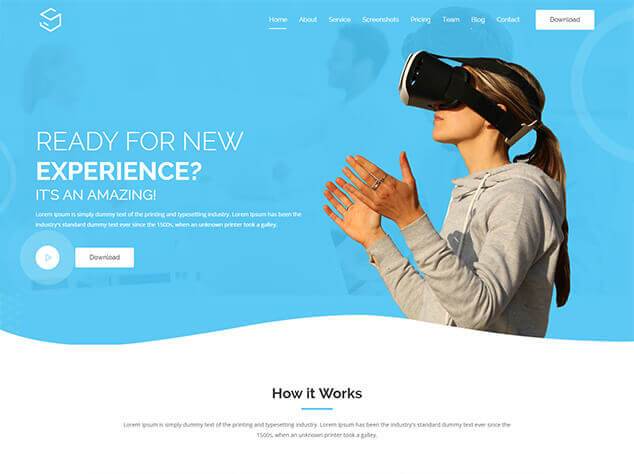 Home About Service Screenshots Pricing Team Blog Contact Download
READY FOR NEW
EXPERIENCE?
IT'S AN AMAZING!
Lorem Ipsum is simply dummy text of the printing and typesetting industry. Lorem Ipsum has been the
industry's standard dummy text ever since the 1500s, when an unknown printer took a galley.
Download
How it Works
Lorem Ipsum is simply dummy text of the printing and typesetting industry. Lorem Ipsum has been the industry's standard dummy text ever since the
1500s, when an unknown printer took a galley.